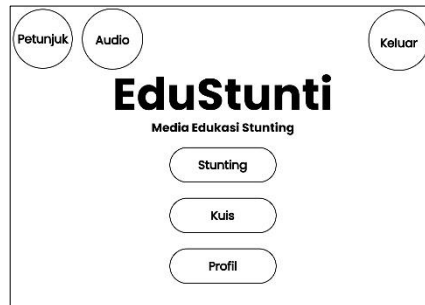 Petunjuk
Audio
Keluar
EduStunti
Media Edukasi Stunting
Stunting
Kuis
Profil